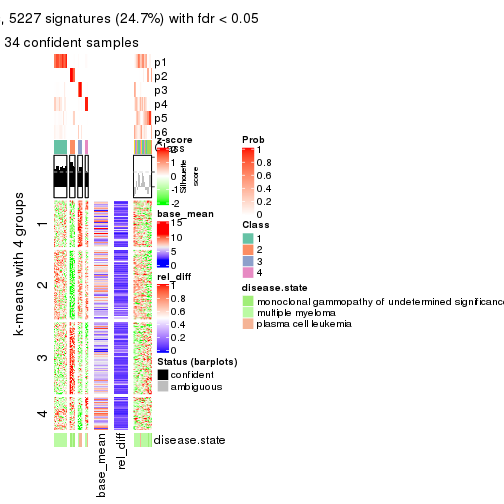 , 5227 signatures (24.7%) with fdr < 0.05
34 confident samples
p1
p2
p3
p4
p5
p6
Class
Silhouette score
k-means with 4 groups
1
2
3
4
base_mean
rel_diff
disease.state
z-score
2
1
0
-1
-2
base_mean
15
10
5
0
rel_diff
1
0.8
0.6
0.4
0.2
0
Status (barplots)
confident
ambiguous
Prob
1
0.8
0.6
0.4
0.2
0
Class
1
2
3
4
disease.state
monoclonal gammopathy of undetermined significance
multiple myeloma
plasma cell leukemia